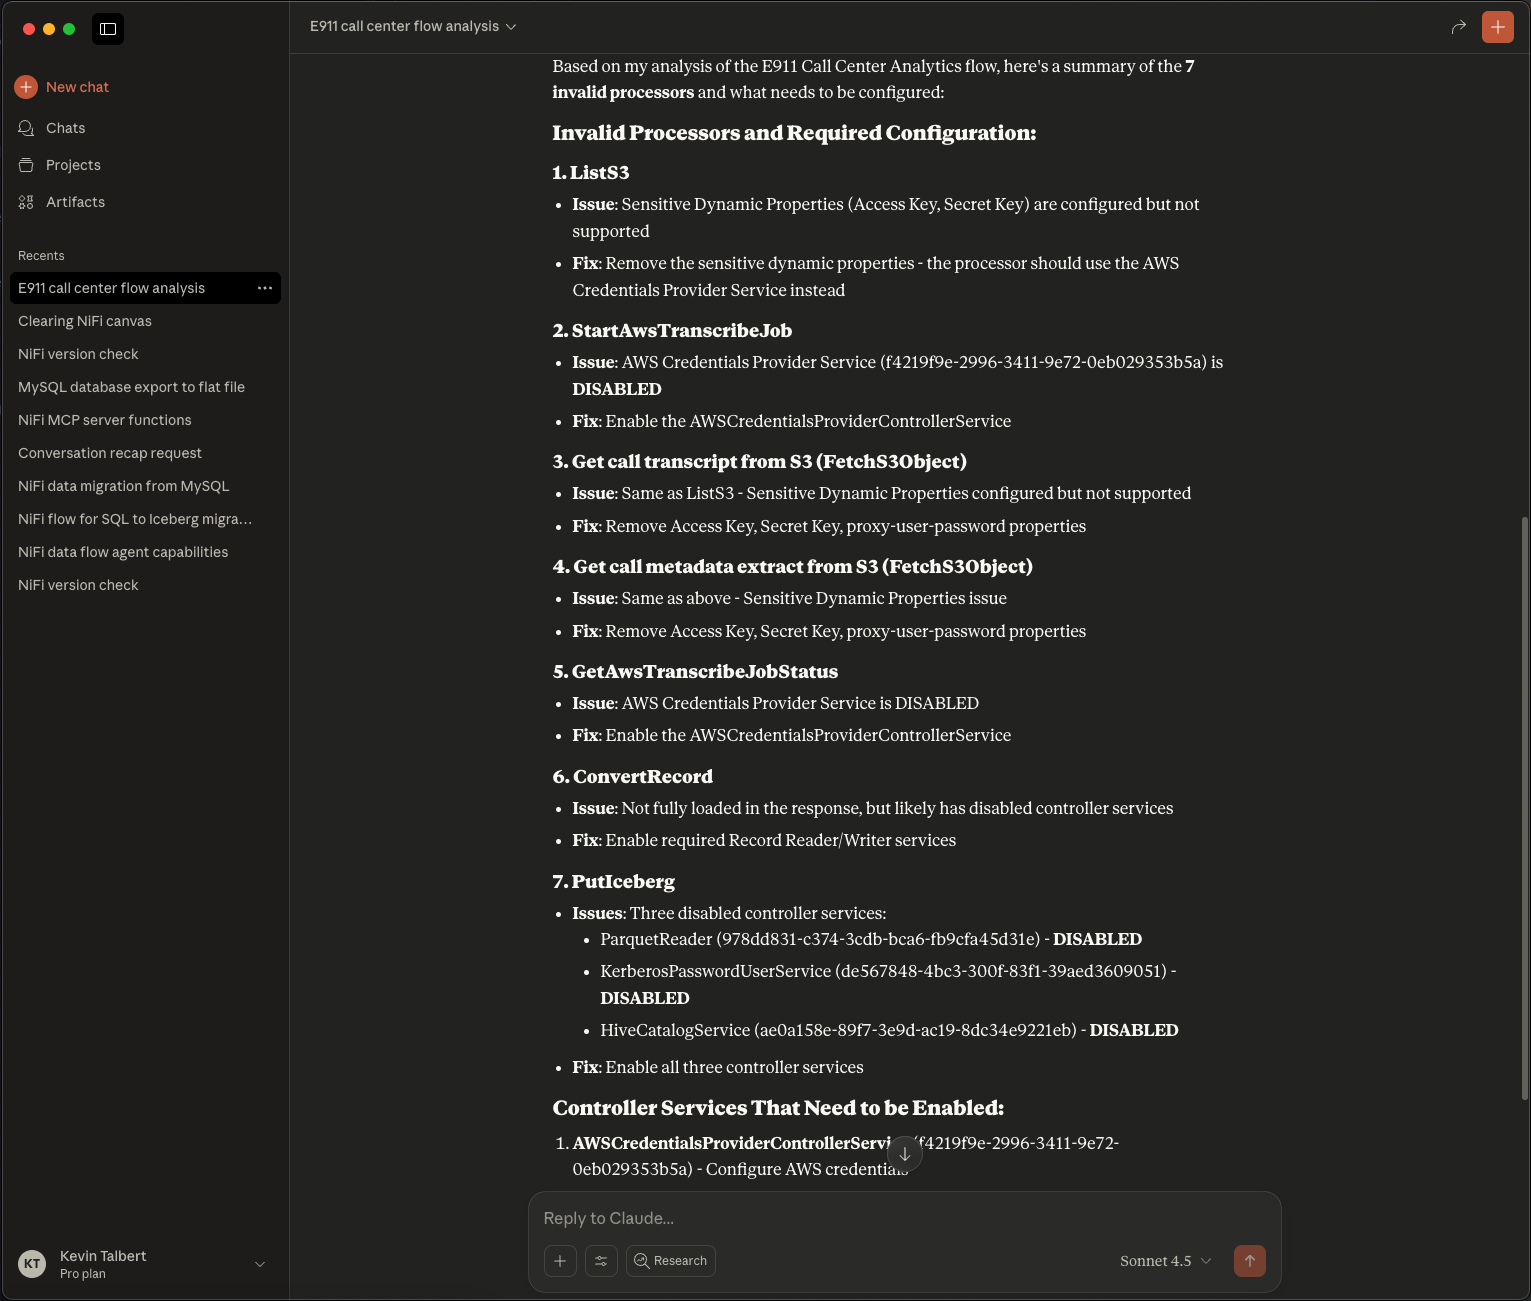 E911 call center flow analysis
New chat
Chats
Projects
Artifacts
Recents
E911 call center flow analysis
Clearing NiFi canvas
NiFi version check
MySQL database export to flat file
NiFi MCP server functions
Conversation recap request
NiFi data migration from MySQL
NiFi flow for SQL to Iceberg migra...
NiFi data flow agent capabilities
NiFi version check
KT
Kevin Talbert
Pro plan
Based on my analysis of the E911 Call Center Analytics flow, here's a summary of the 7
invalid processors and what needs to be configured:
Invalid Processors and Required Configuration:
1. ListS3
• Issue: Sensitive Dynamic Properties (Access Key, Secret Key) are configured but not
supported
• Fix: Remove the sensitive dynamic properties - the processor should use the AWS
Credentials Provider Service instead
2. StartAwsTranscribeJob
• Issue: AWS Credentials Provider Service (f4219f9e-2996-3411-9e72-0eb029353b5a) is
DISABLED
• Fix: Enable the AWSCredentialsProviderControllerService
3. Get call transcript from S3 (FetchS3Object)
• Issue: Same as ListS3 - Sensitive Dynamic Properties configured but not supported
• Fix: Remove Access Key, Secret Key, proxy-user-password properties
4. Get call metadata extract from S3 (FetchS3Object)
• Issue: Same as above - Sensitive Dynamic Properties issue
• Fix: Remove Access Key, Secret Key, proxy-user-password properties
5. GetAwsTranscribeJobStatus
• Issue: AWS Credentials Provider Service is DISABLED
• Fix: Enable the AWSCredentialsProviderControllerService
6. ConvertRecord
• Issue: Not fully loaded in the response, but likely has disabled controller services
• Fix: Enable required Record Reader/Writer services
7. PutIceberg
• Issues: Three disabled controller services:
• ParquetReader (978dd831-c374-3cdb-bca6-fb9cfa45d31e) - DISABLED
• KerberosPasswordUserService (de567848-4bc3-300f-83f1-39aed3609051) -
DISABLED
• HiveCatalogService (ae0a158e-89f7-3e9d-ac19-8dc34e9221eb) - DISABLED
• Fix: Enable all three controller services
Controller Services That Need to be Enabled:
1. AWSCredentialsProviderControllerService (f4219f9e-2996-3411-9e72-
0eb029353b5a) - Configure AWS credentials
Reply to Claude...
Research
Sonnet 4.5